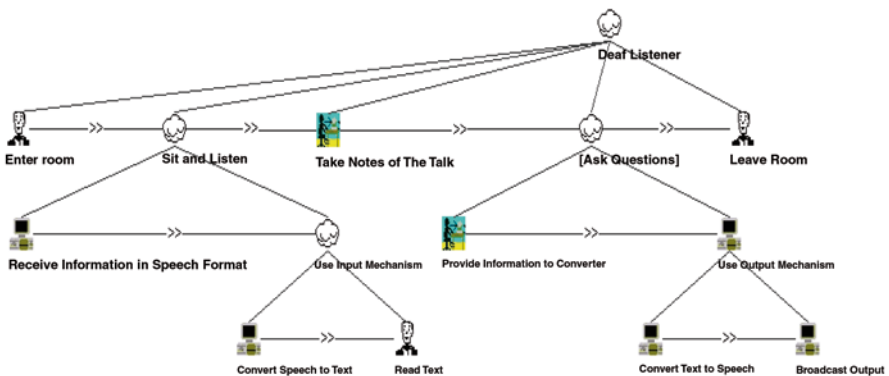 Deaf Listener
>> >> >> >>
Enter room Sit and Listen Take Notes of The Talk [Ask Questions] Leave Room
>> >>
Receive Information in Speech Format Use Input Mechanism Provide Information to Converter Use Output Mechanism
>> >>
Convert Speech to Text Read Text Convert Text to Speech Broadcast Output